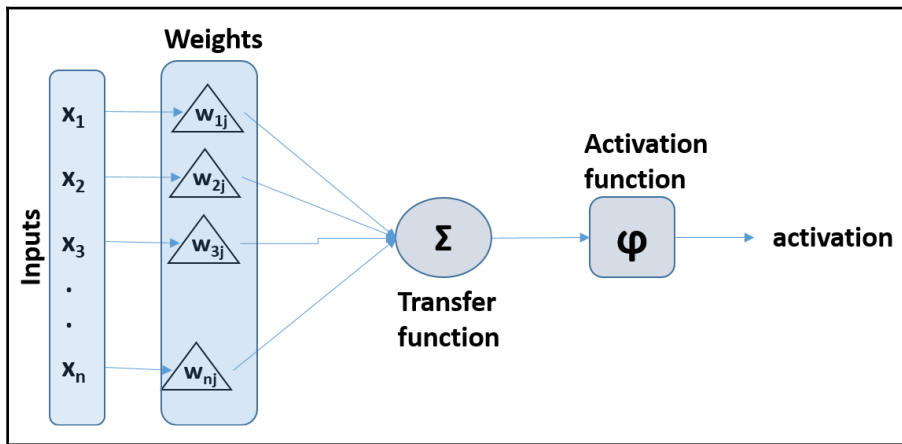 Weights
Inputs
x₁
x₂
x₃
.
.
xₙ
w₁ⱼ
w₂ⱼ
w₃ⱼ
wₙⱼ
Σ
Transfer
function
Activation
function
φ
activation